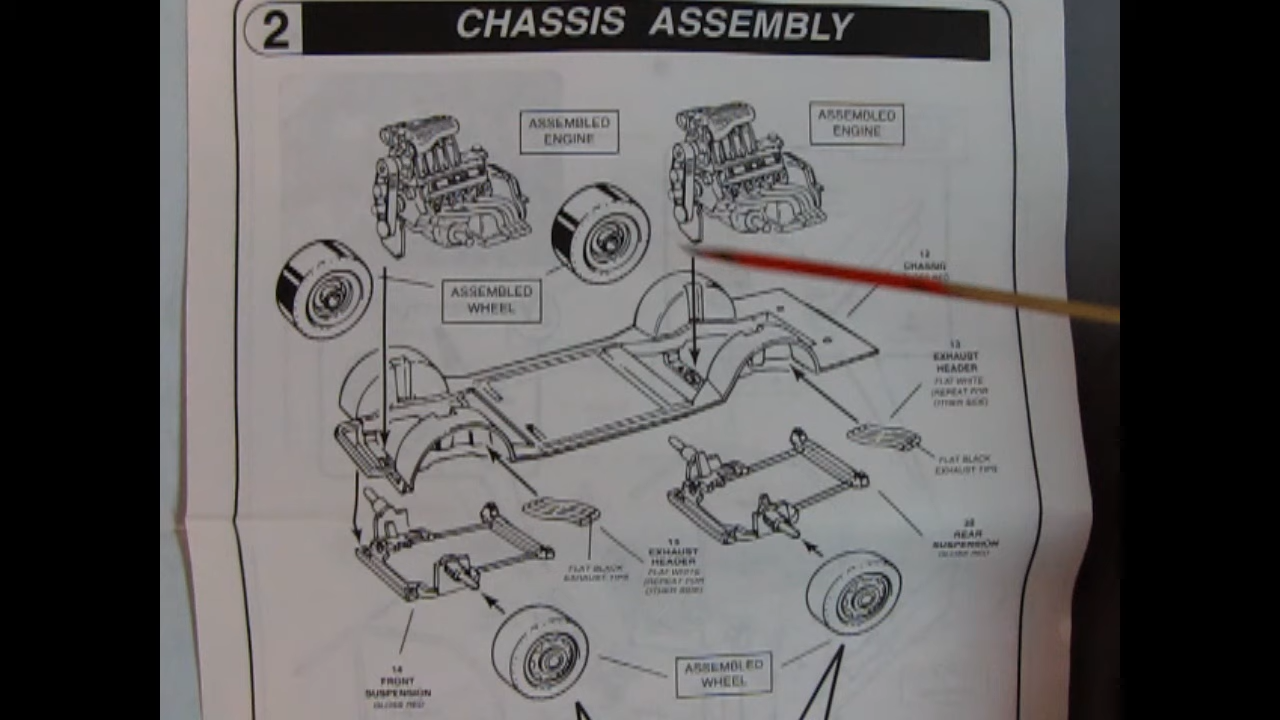 2
CHASSIS ASSEMBLY
ASSEMBLED
ENGINE
ASSEMBLED
ENGINE
ASSEMBLED
WHEEL
12
CHASSIS
13
EXHAUST
HEADER
FLAT WHITE
(REPEAT FOR
OTHER SIDE)
FLAT BLACK
EXHAUST TIPS
REAR
SUSPENSION
GLOSS RED
EXHAUST
HEADER
FLAT WHITE
(REPEAT FOR
OTHER SIDE)
FLAT BLACK
EXHAUST TIPS
14
FRONT
SUSPENSION
GLOSS RED
ASSEMBLED
WHEEL